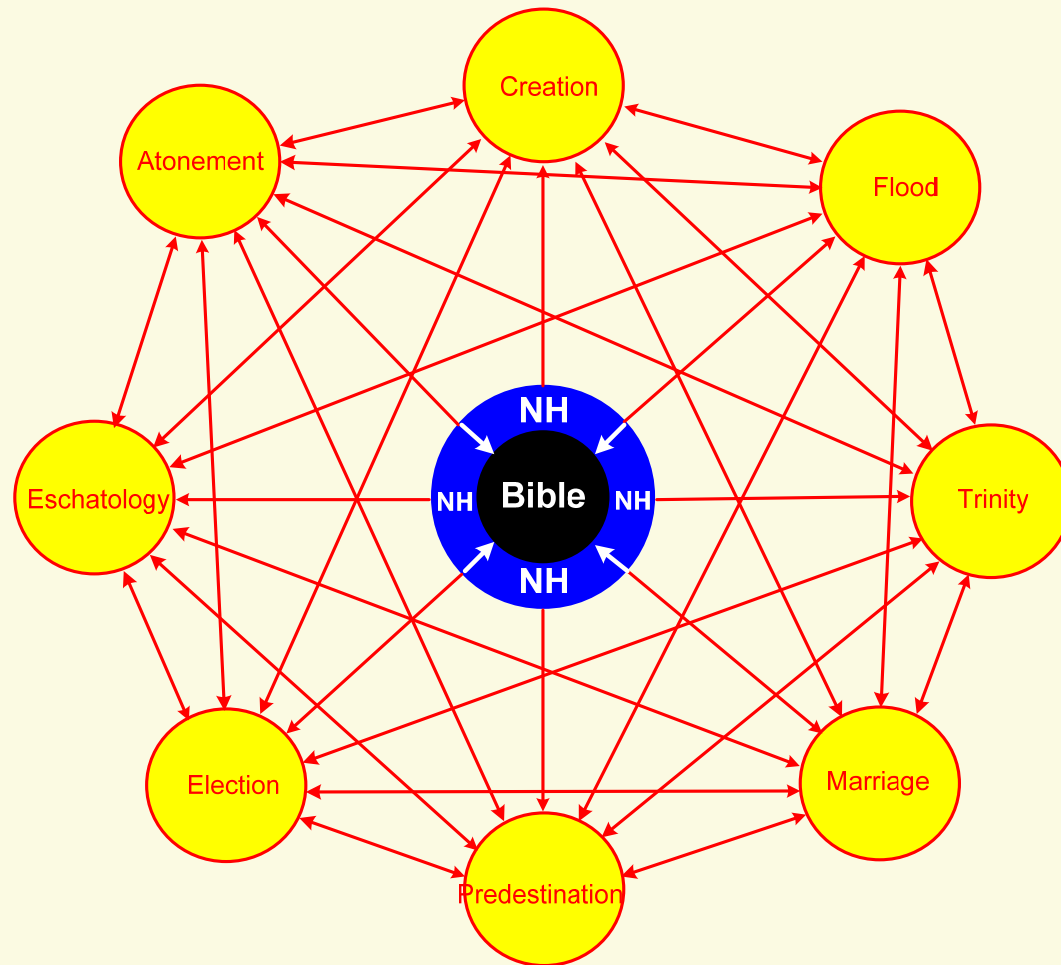 Creation
Atonement
Flood
NH
Eschatology
NH
Bible
NH
Trinity
NH
Election
Marriage
Predestination